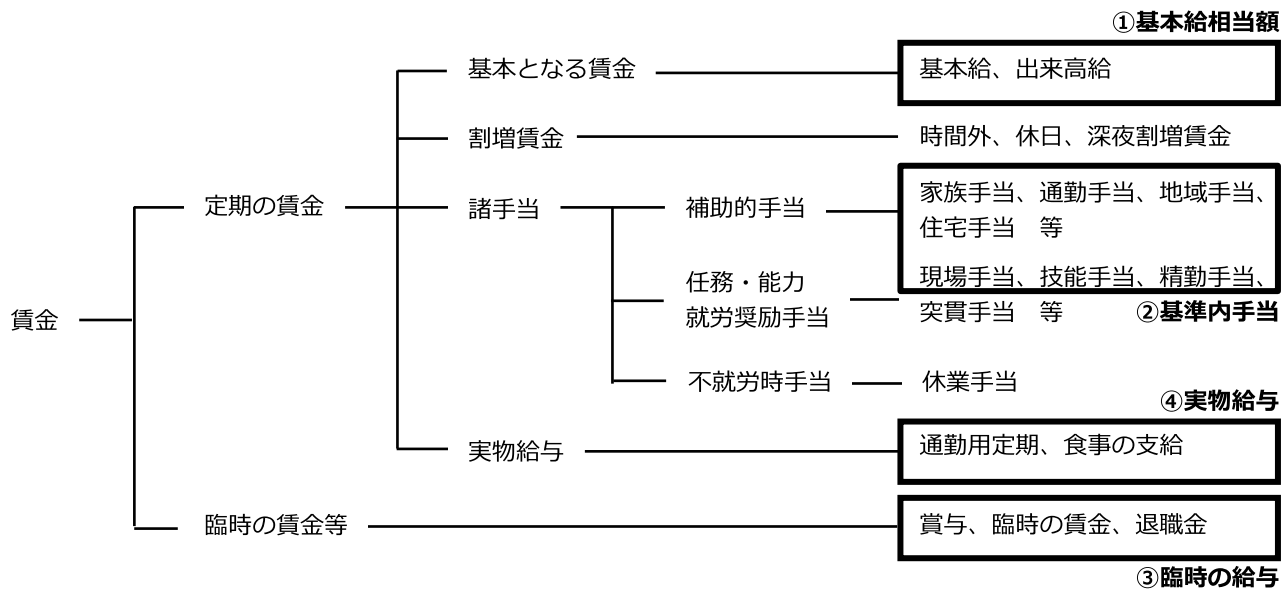 ①基本給相当額
基本となる賃金
基本給、出来高給
割増賃金
時間外、休日、深夜割増賃金
賃金
定期の賃金
諸手当
補助的手当
家族手当、通勤手当、地域手当、
住宅手当　等
任務・能力
就労奨励手当
現場手当、技能手当、精勤手当、
突貫手当　等
②基準内手当
不就労時手当
休業手当
④実物給与
実物給与
通勤用定期、食事の支給
臨時の賃金等
賞与、臨時の賃金、退職金
③臨時の給与